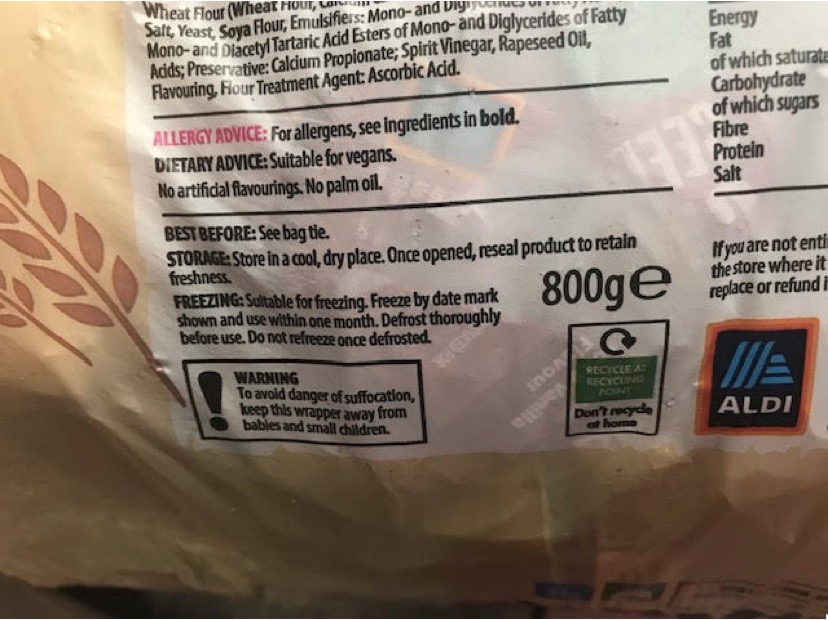 Wheat Flour (Wheat Flour,
Salt, Yeast, Soya Flour, Emulsifiers: Mono- and Diglycerides of Fatty
Mono- and Diacetyl Tartaric Acid Esters of Mono- and Diglycerides of Fatty
Acids; Preservative: Calcium Propionate; Spirit Vinegar, Rapeseed Oil,
Flavouring, Flour Treatment Agent: Ascorbic Acid.
ALLERGY ADVICE: For allergens, see ingredients in bold.
DIETARY ADVICE: Suitable for vegans.
No artificial flavourings. No palm oil.
BEST BEFORE: See bag tie.
STORAGE: Store in a cool, dry place. Once opened, reseal product to retain
freshness.
FREEZING: Suitable for freezing. Freeze by date mark
shown and use within one month. Defrost thoroughly
before use. Do not refreeze once defrosted.
800g e
WARNING
To avoid danger of suffocation,
keep this wrapper away from
babies and small children.
RECYCLE AT
RECYCLING
POINT
Don't recycle
at home
Energy
Fat
of which saturate
Carbohydrate
of which sugars
Fibre
Protein
Salt
If you are not enti
the store where it
replace or refund i
ALDI